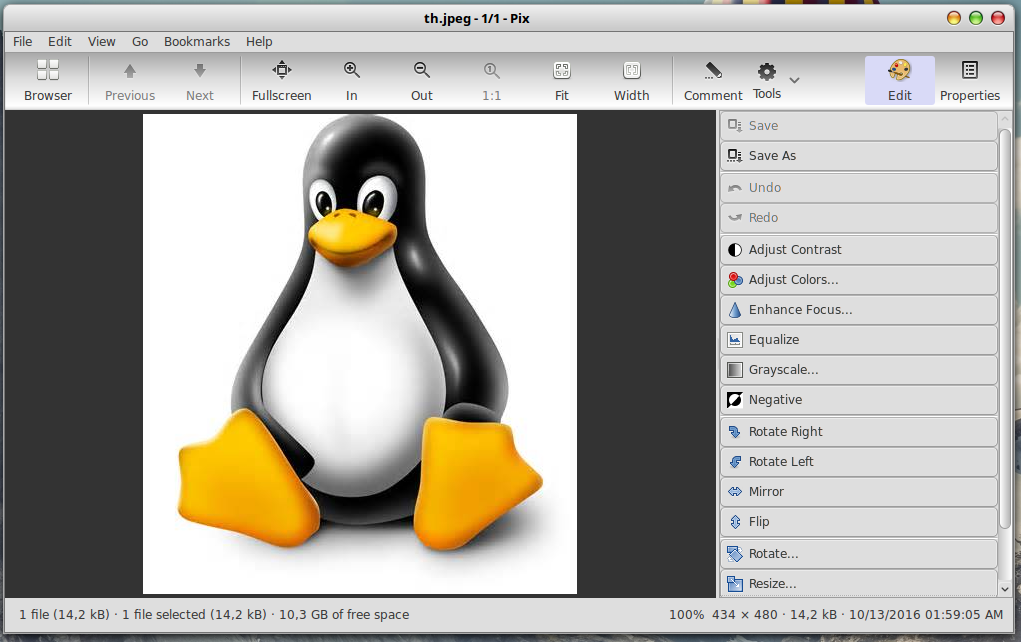 th.jpeg - 1/1 - Pix
File Edit View Go Bookmarks Help
Browser Previous Next Fullscreen In Out 1:1 Fit Width Comment Tools Edit Properties
Save
Save As
Undo
Redo
Adjust Contrast
Adjust Colors...
Enhance Focus...
Equalize
Grayscale...
Negative
Rotate Right
Rotate Left
Mirror
Flip
Rotate...
Resize...
1 file (14,2 kB) · 1 file selected (14,2 kB) · 10,3 GB of free space 100% 434 × 480 · 14,2 kB · 10/13/2016 01:59:05 AM